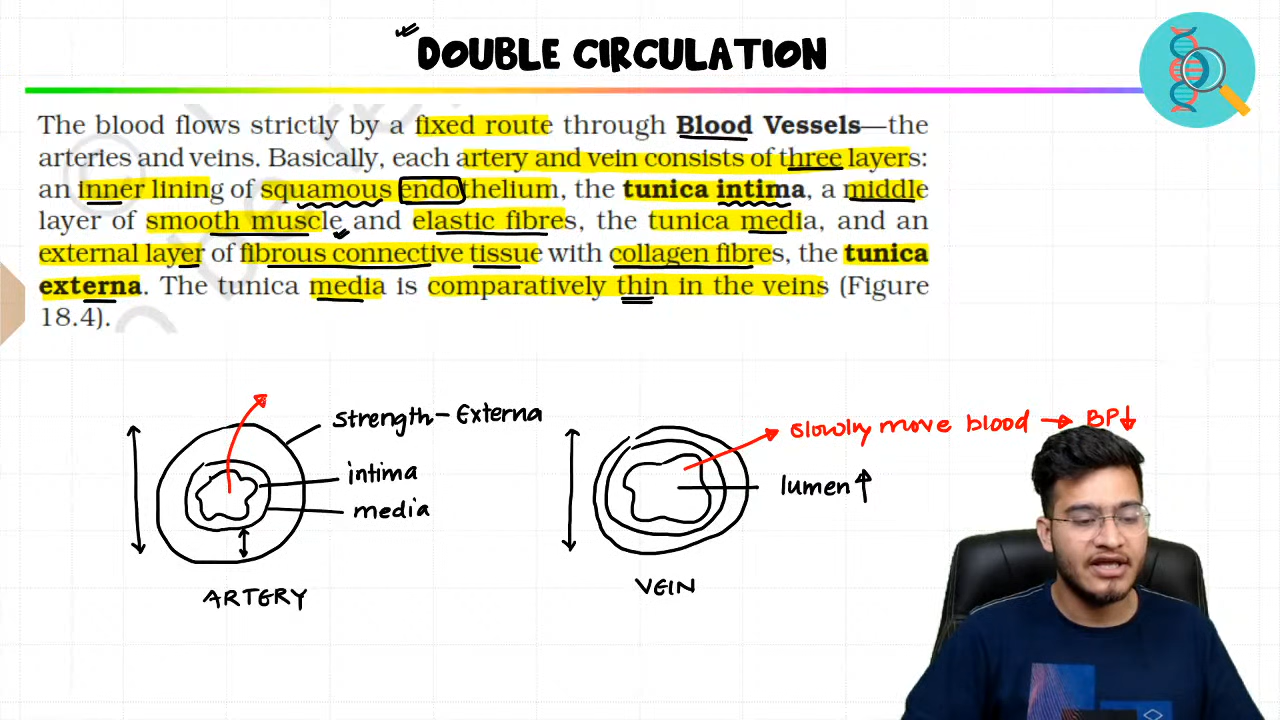 DOUBLE CIRCULATION
The blood flows strictly by a fixed route through Blood Vessels—the
arteries and veins. Basically, each artery and vein consists of three layers:
an inner lining of squamous endothelium, the tunica intima, a middle
layer of smooth muscle and elastic fibres, the tunica media, and an
external layer of fibrous connective tissue with collagen fibres, the tunica
externa. The tunica media is comparatively thin in the veins (Figure
18.4).
Strength - Externa
intima
media
ARTERY
slowly move blood → BP↓
lumen ↑
VEIN